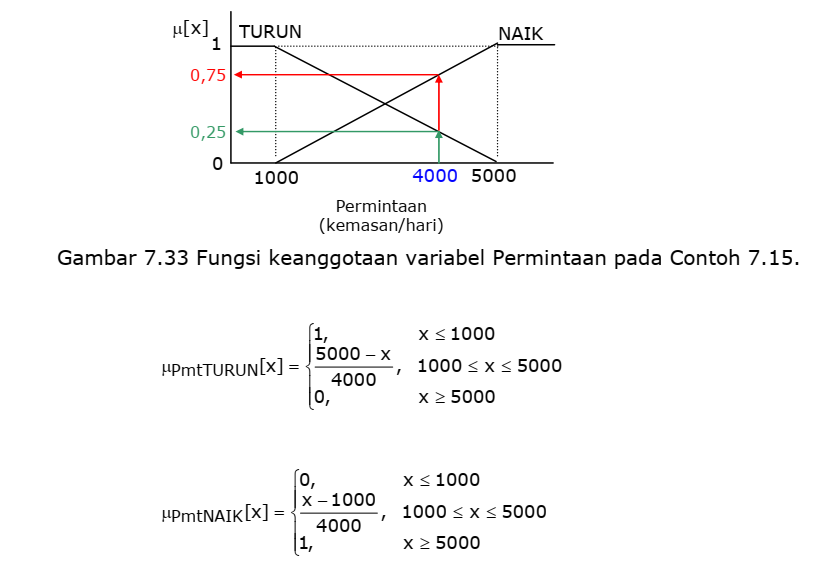 μ[x] TURUN NAIK
1
0,75
0,25
0
1000 4000 5000
Permintaan
(kemasan/hari)
Gambar 7.33 Fungsi keanggotaan variabel Permintaan pada Contoh 7.15.
1, x ≤ 1000
μPmtTURUN[x] = 5000 − x / 4000 , 1000 ≤ x ≤ 5000
0, x ≥ 5000
0, x ≤ 1000
μPmtNAIK[x] = x − 1000 / 4000 , 1000 ≤ x ≤ 5000
1, x ≥ 5000